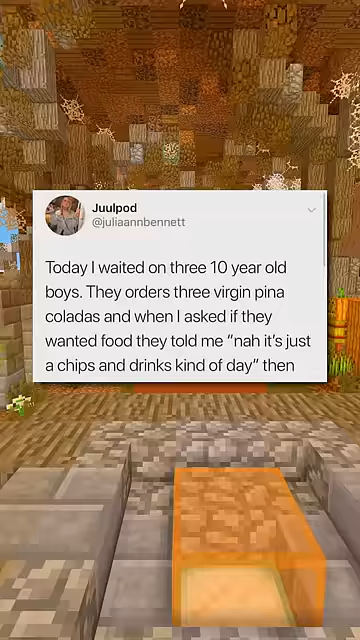 Juulpod
@juliaannbennett
Today I waited on three 10 year old
boys. They orders three virgin pina
coladas and when I asked if they
wanted food they told me “nah it's just
a chips and drinks kind of day” then